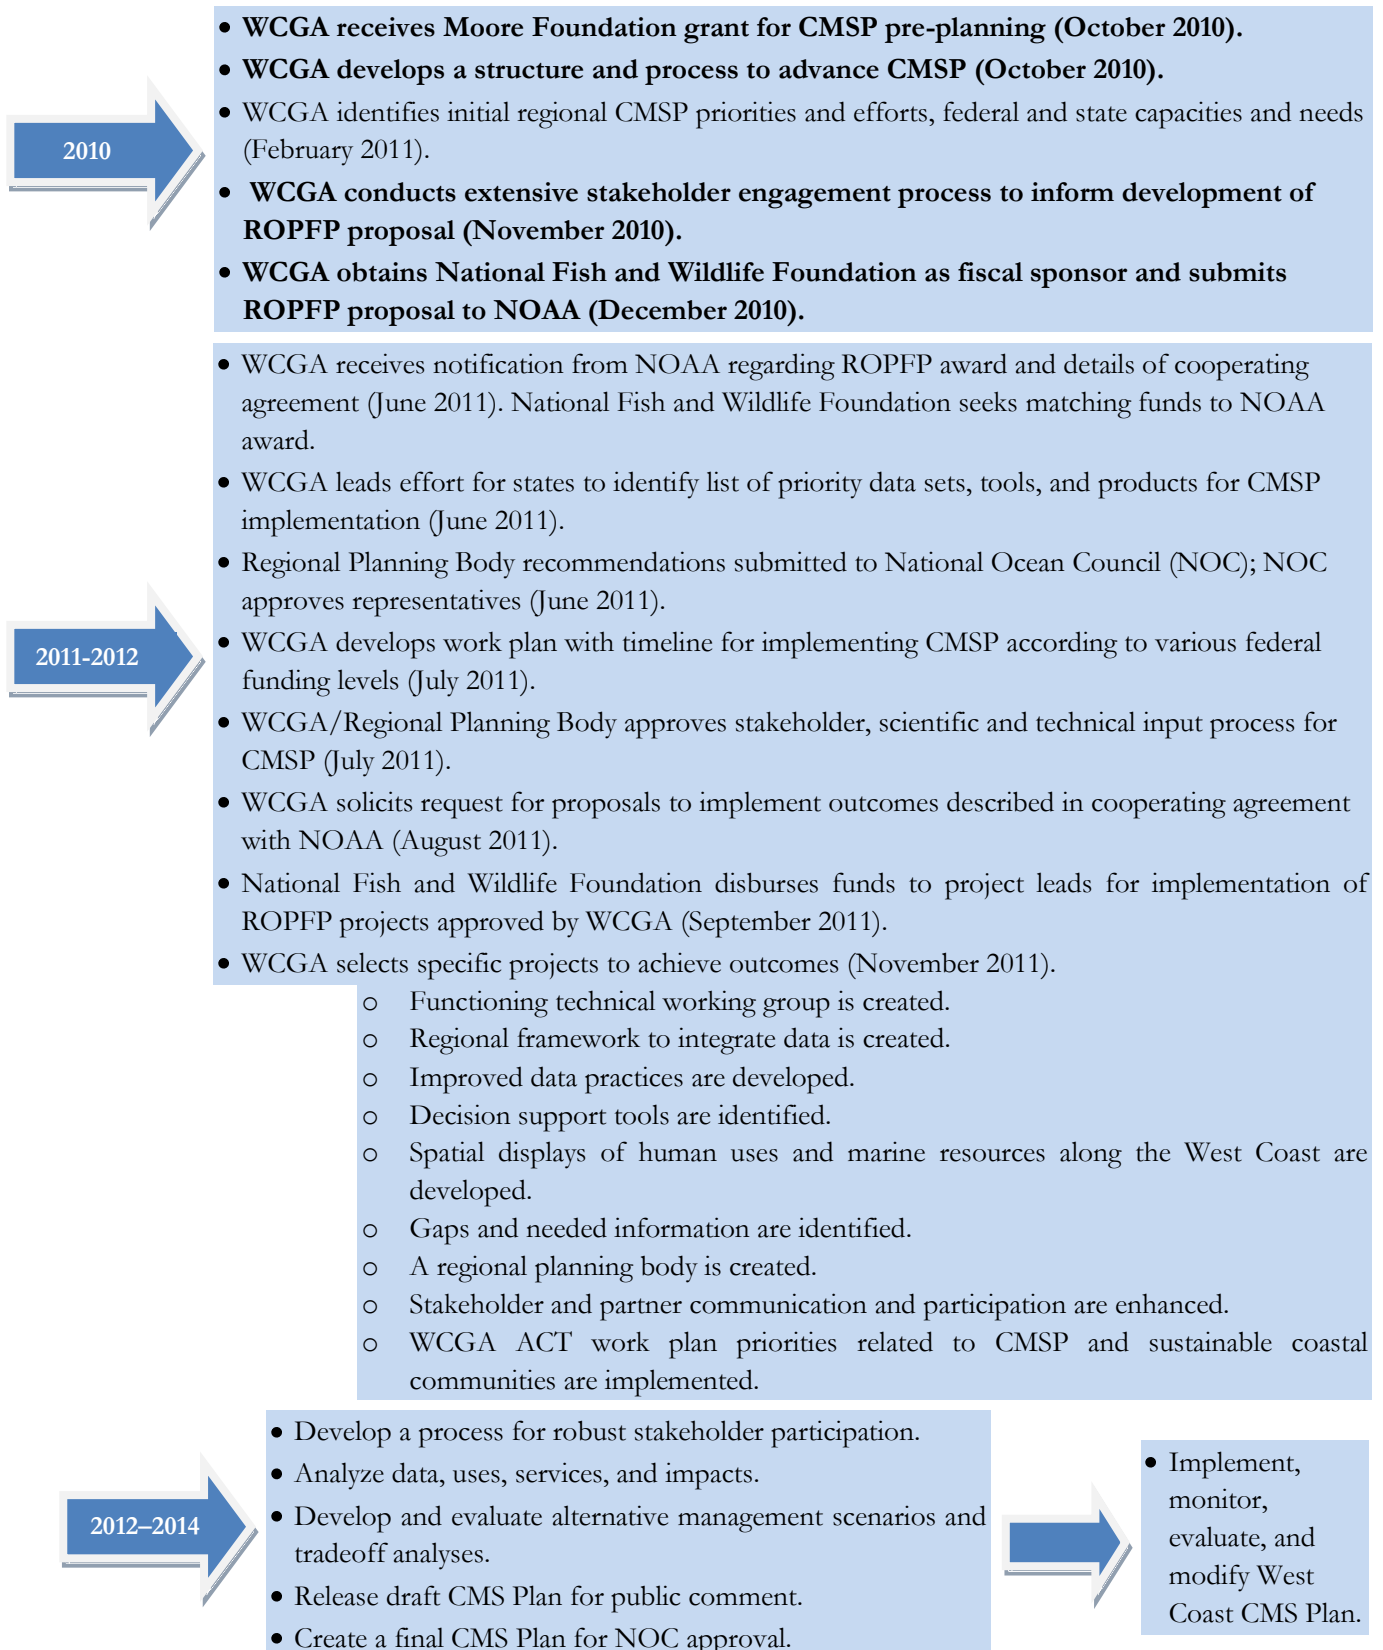 • WCGA receives Moore Foundation grant for CMSP pre-planning (October 2010).
• WCGA develops a structure and process to advance CMSP (October 2010).
• WCGA identifies initial regional CMSP priorities and efforts, federal and state capacities and needs
(February 2011).
2010
• WCGA conducts extensive stakeholder engagement process to inform development of
ROPFP proposal (November 2010).
• WCGA obtains National Fish and Wildlife Foundation as fiscal sponsor and submits
ROPFP proposal to NOAA (December 2010).
• WCGA receives notification from NOAA regarding ROPFP award and details of cooperating
agreement (June 2011). National Fish and Wildlife Foundation seeks matching funds to NOAA
award.
• WCGA leads effort for states to identify list of priority data sets, tools, and products for CMSP
implementation (June 2011).
• Regional Planning Body recommendations submitted to National Ocean Council (NOC); NOC
approves representatives (June 2011).
2011-2012
• WCGA develops work plan with timeline for implementing CMSP according to various federal
funding levels (July 2011).
• WCGA/Regional Planning Body approves stakeholder, scientific and technical input process for
CMSP (July 2011).
• WCGA solicits request for proposals to implement outcomes described in cooperating agreement
with NOAA (August 2011).
• National Fish and Wildlife Foundation disburses funds to project leads for implementation of
ROPFP projects approved by WCGA (September 2011).
• WCGA selects specific projects to achieve outcomes (November 2011).
o Functioning technical working group is created.
o Regional framework to integrate data is created.
o Improved data practices are developed.
o Decision support tools are identified.
o Spatial displays of human uses and marine resources along the West Coast are
developed.
o Gaps and needed information are identified.
o A regional planning body is created.
o Stakeholder and partner communication and participation are enhanced.
o WCGA ACT work plan priorities related to CMSP and sustainable coastal
communities are implemented.
2012–2014
• Develop a process for robust stakeholder participation.
• Analyze data, uses, services, and impacts.
• Develop and evaluate alternative management scenarios and
tradeoff analyses.
• Release draft CMS Plan for public comment.
• Create a final CMS Plan for NOC approval.
• Implement,
monitor,
evaluate, and
modify West
Coast CMS Plan.